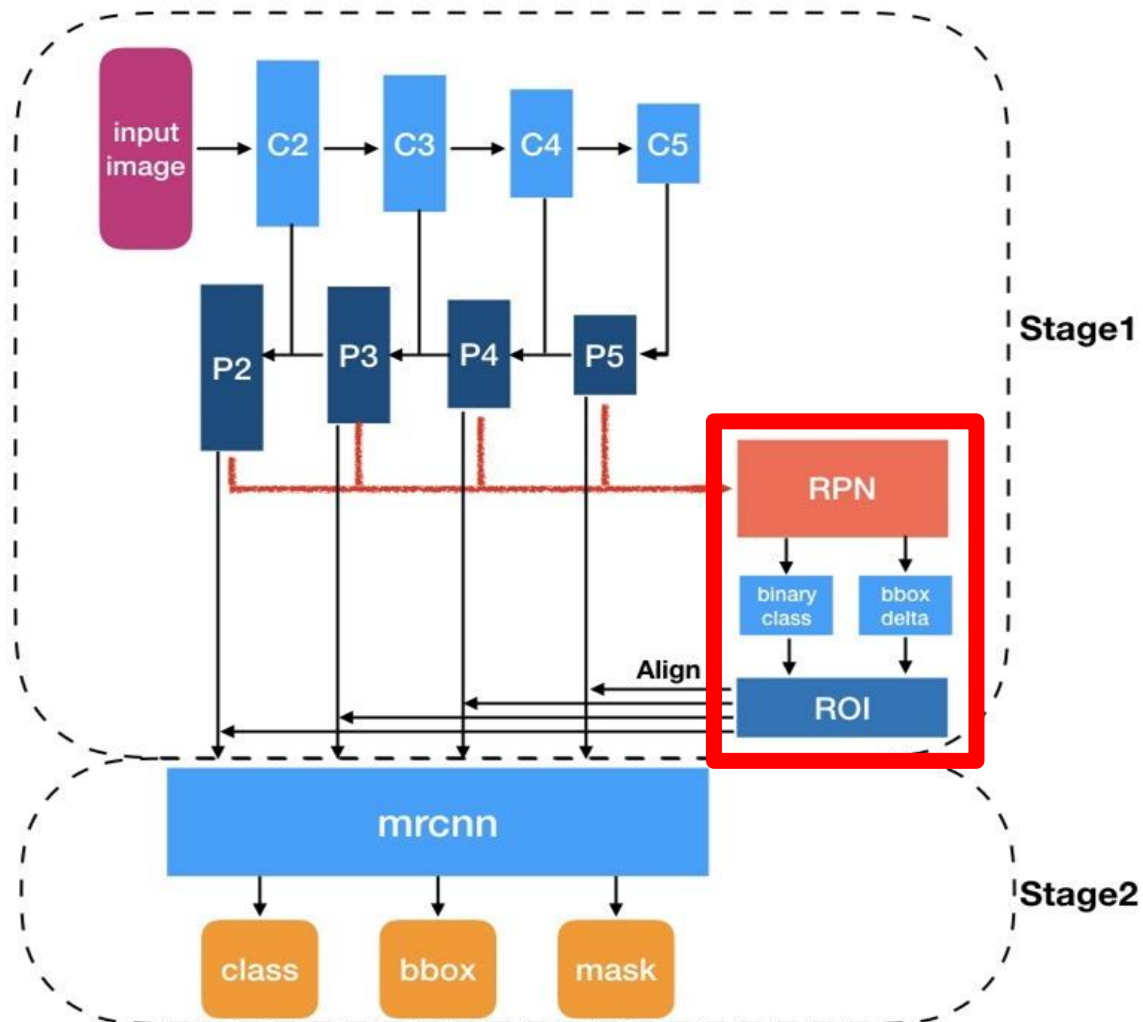 input
image
C2
C3
C4
C5
P2
P3
P4
P5
Stage1
RPN
binary
class
bbox
delta
Align
ROI
mrcnn
Stage2
class
bbox
mask